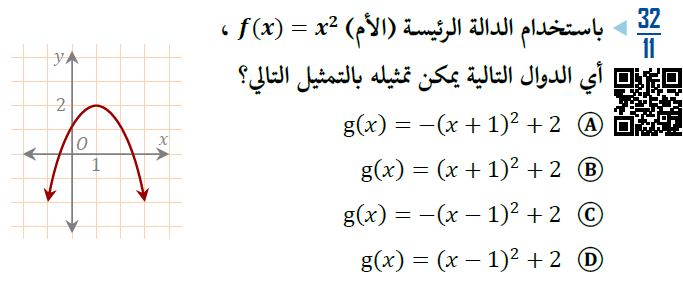 32/11 باستخدام الدالة الرئيسة (الأم) f(x) = x² ،
أي الدوال التالية يمكن تمثيله بالتمثيل التالي؟
g(x) = −(x + 1)² + 2 Ⓐ
g(x) = (x + 1)² + 2 Ⓑ
g(x) = −(x − 1)² + 2 Ⓒ
g(x) = (x − 1)² + 2 Ⓓ
y
2
O
x
1